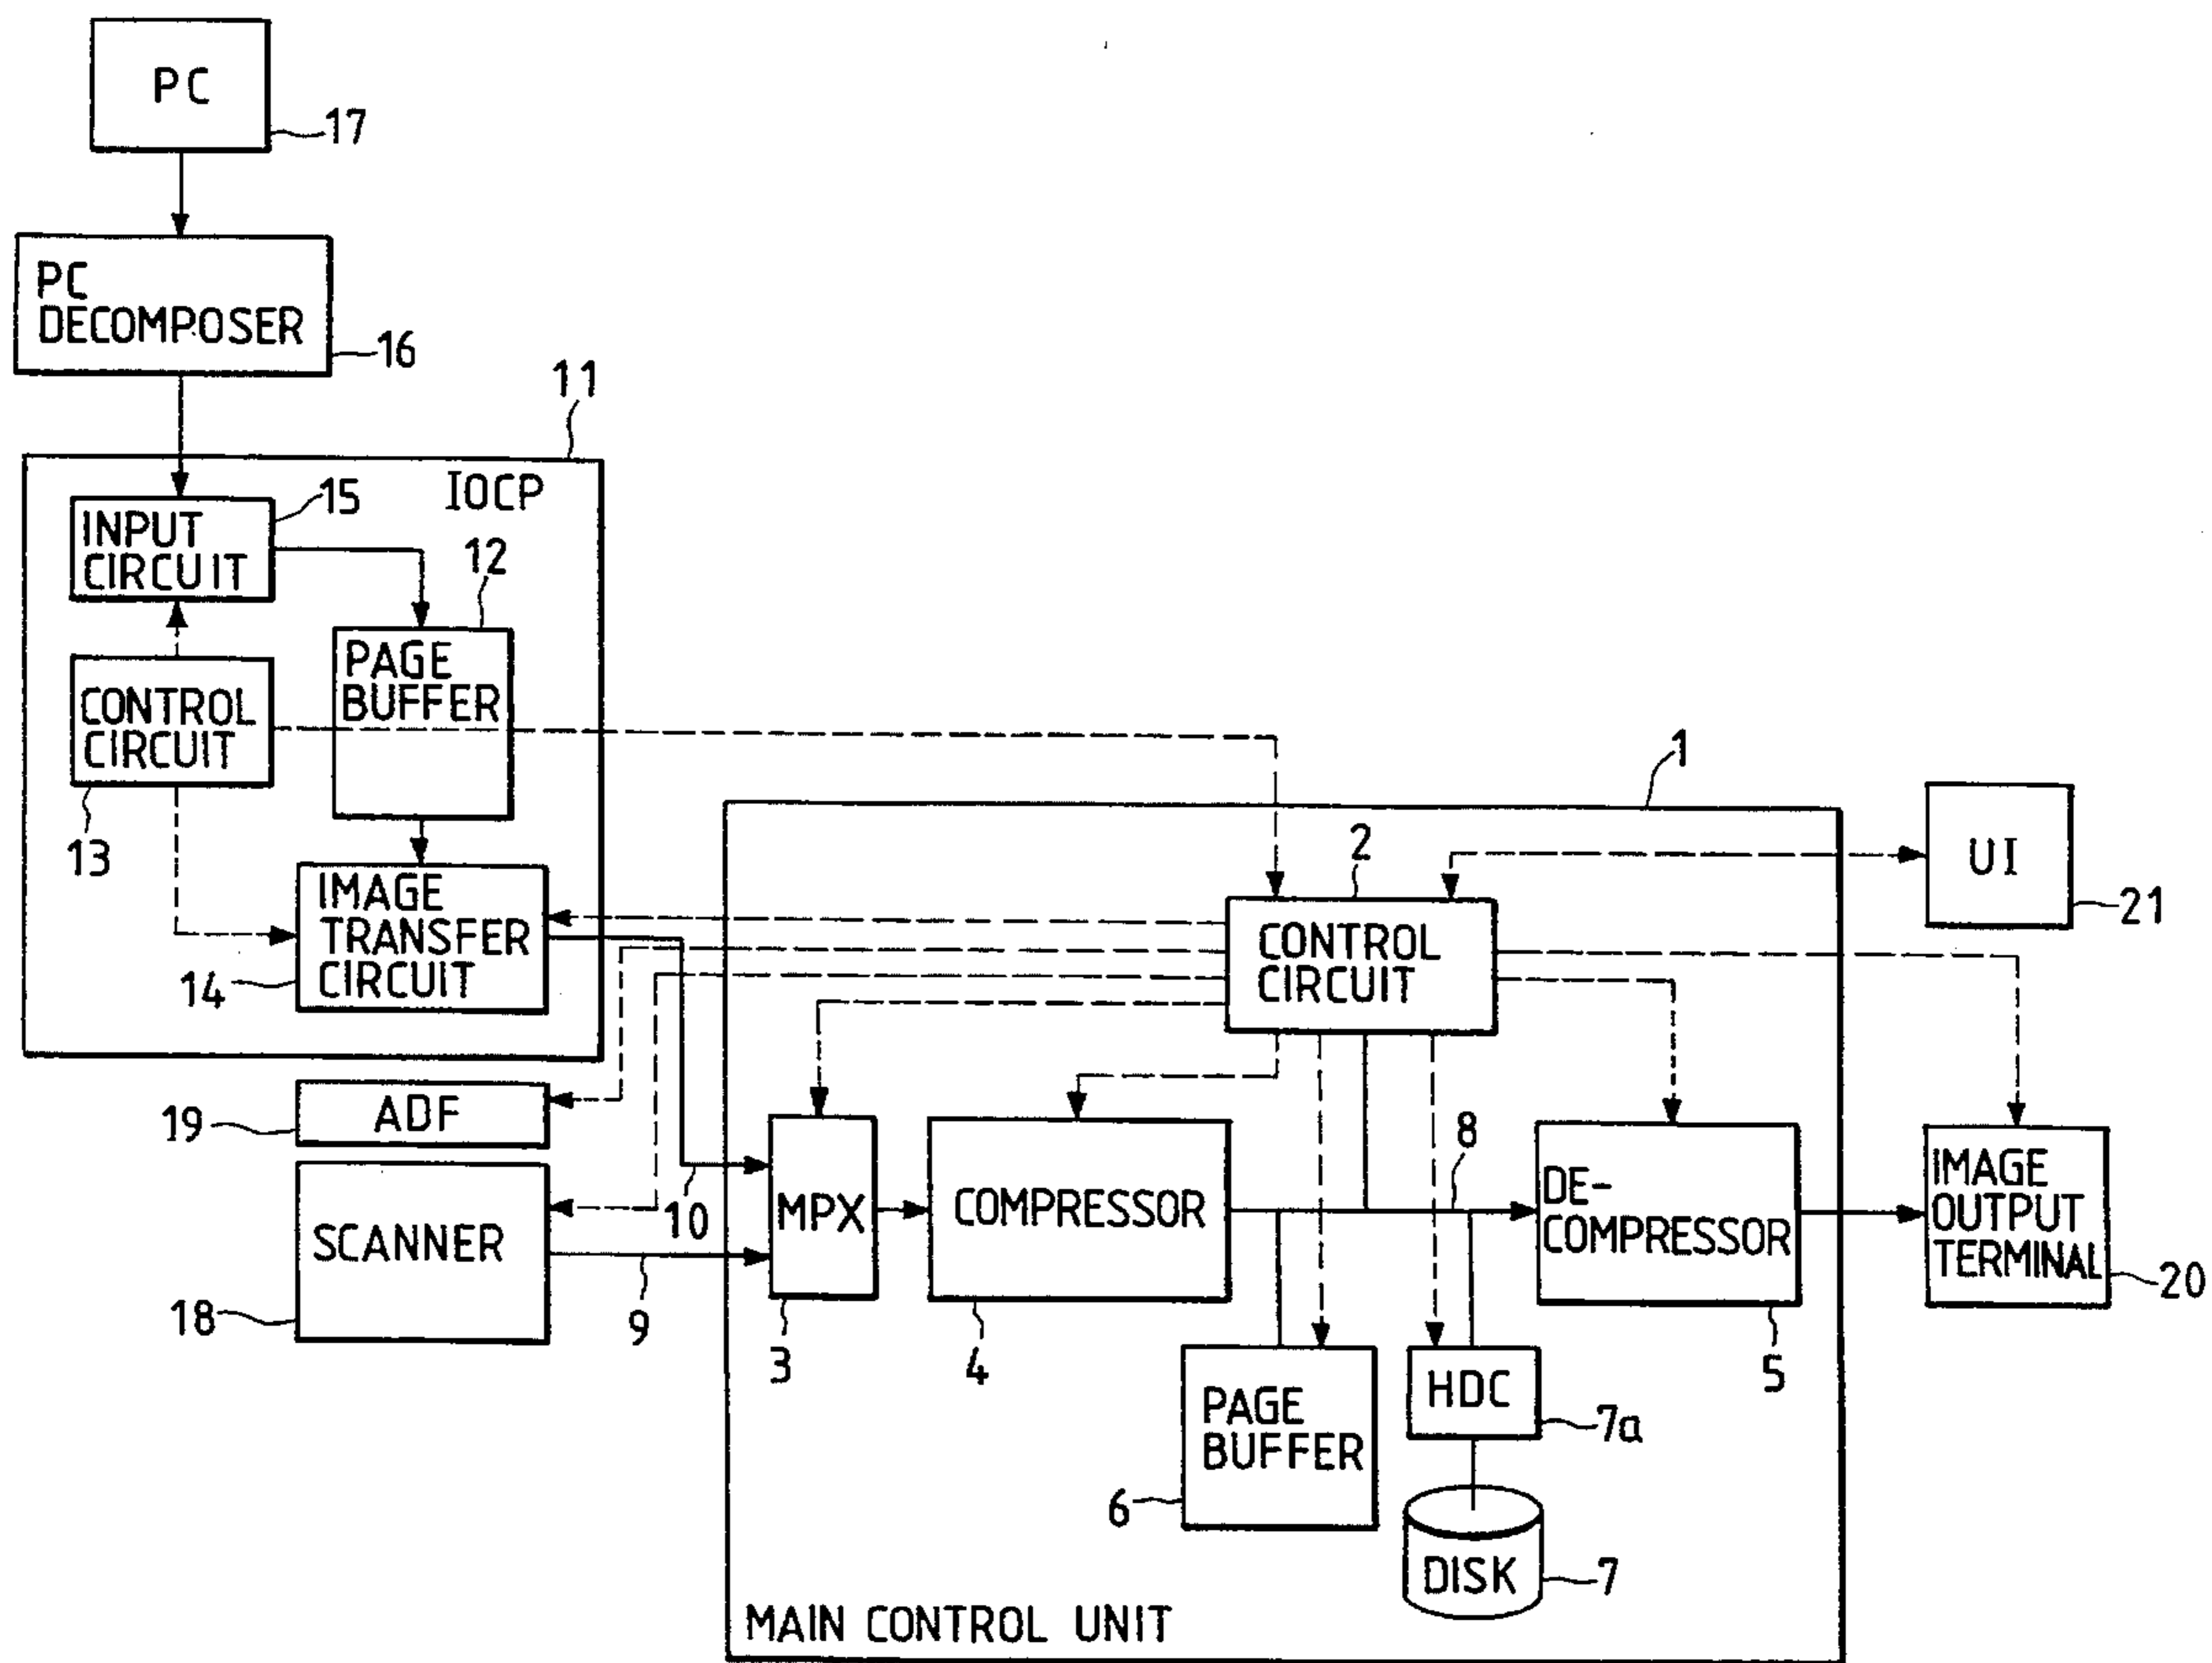 PC
17
PC
DECOMPOSER
16
11
IOCP
15
INPUT
CIRCUIT
12
PAGE
BUFFER
CONTROL
CIRCUIT
13
IMAGE
TRANSFER
CIRCUIT
14
1
2
UI
21
CONTROL
CIRCUIT
ADF
19
SCANNER
18
10
9
MPX
3
COMPRESSOR
4
8
DE-
COMPRESSOR
5
IMAGE
OUTPUT
TERMINAL
20
PAGE
BUFFER
6
HDC
7a
DISK
7
MAIN CONTROL UNIT